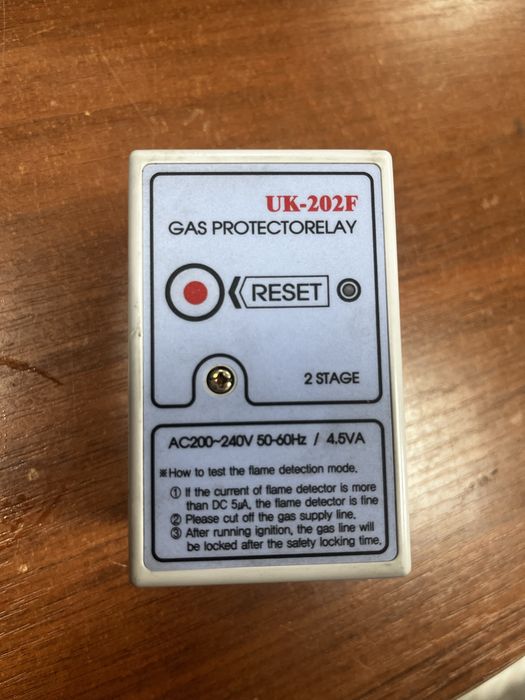 UK-202F
GAS PROTECTORELAY
RESET
2 STAGE
AC200~240V 50-60Hz / 4.5VA
※How to test the flame detection mode.
① If the current of flame detector is more
than DC 5μA, the flame detector is fine
② Please cut off the gas supply line.
③ After running ignition, the gas line will
be locked after the safety locking time.